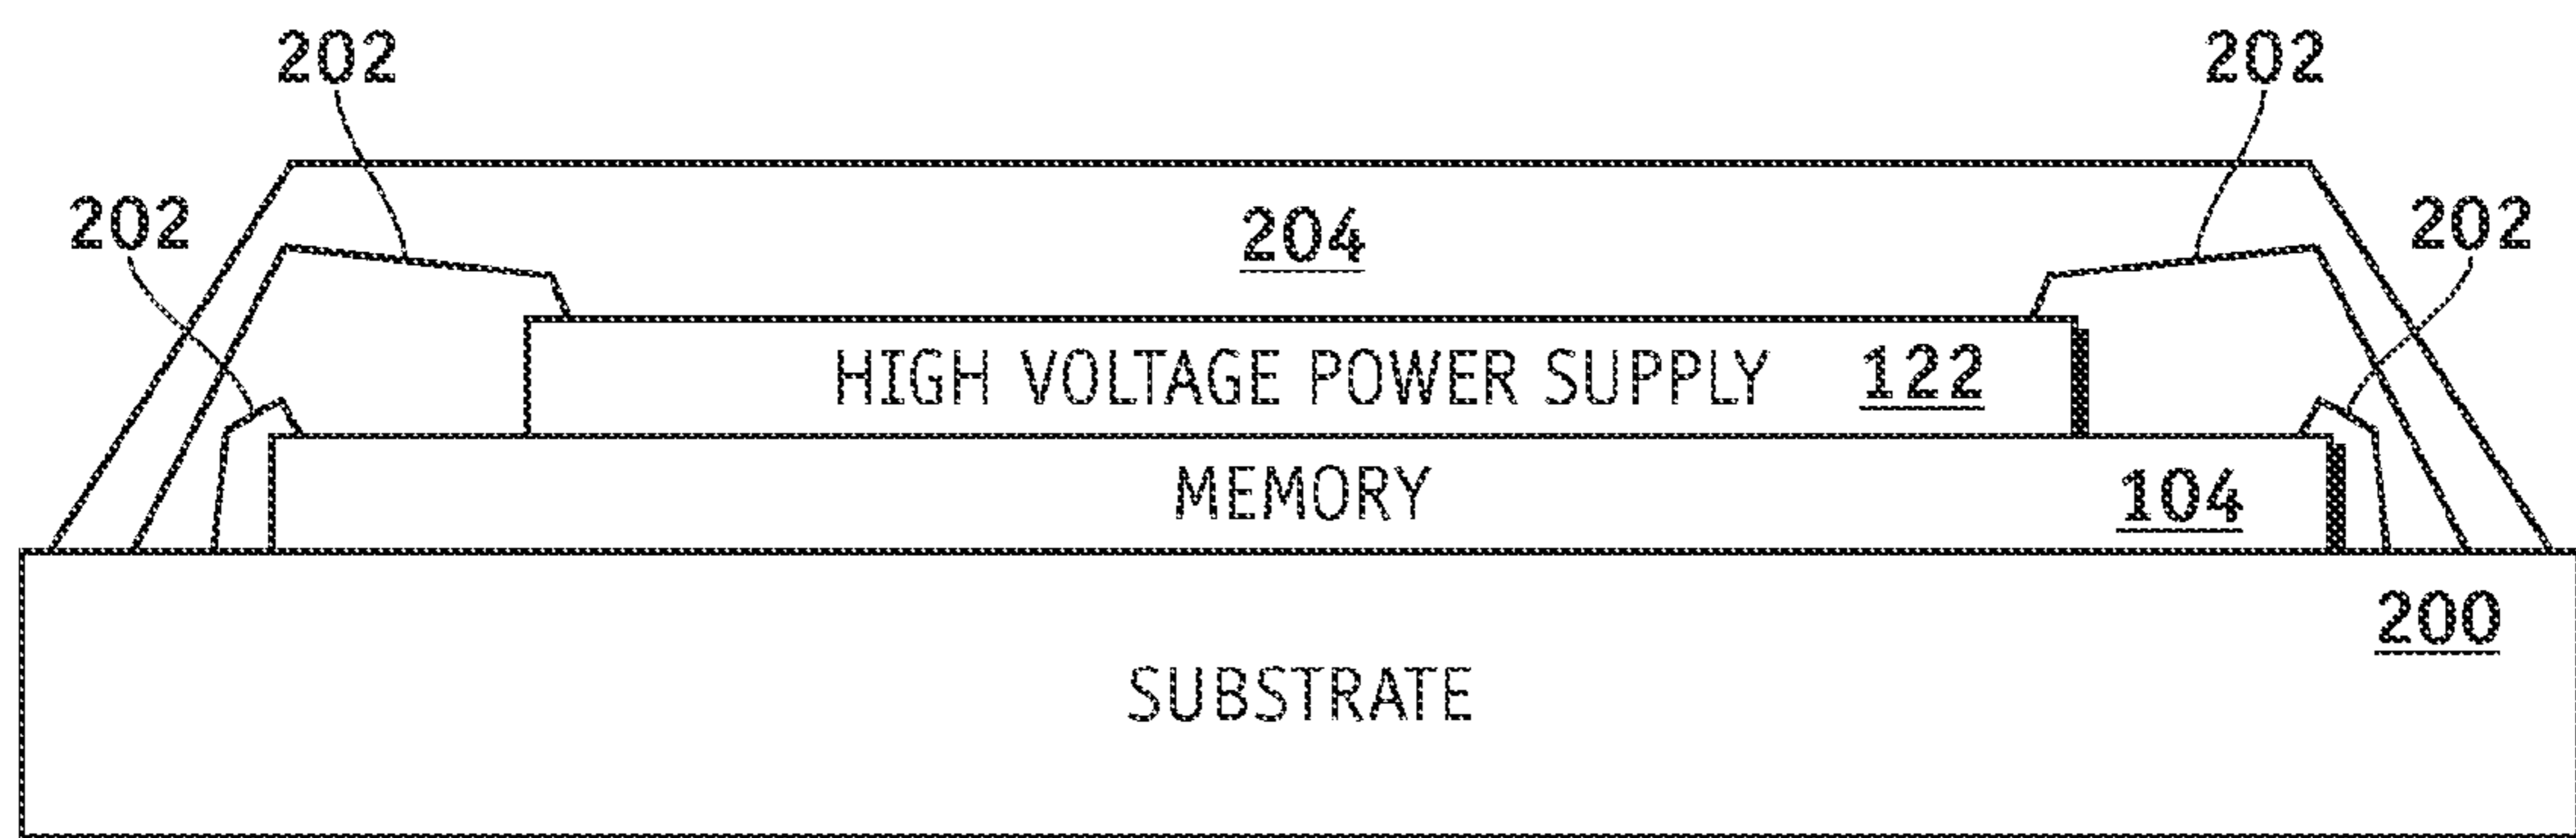 202 202
202 204 202
HIGH VOLTAGE POWER SUPPLY 122
MEMORY 104
200
SUBSTRATE